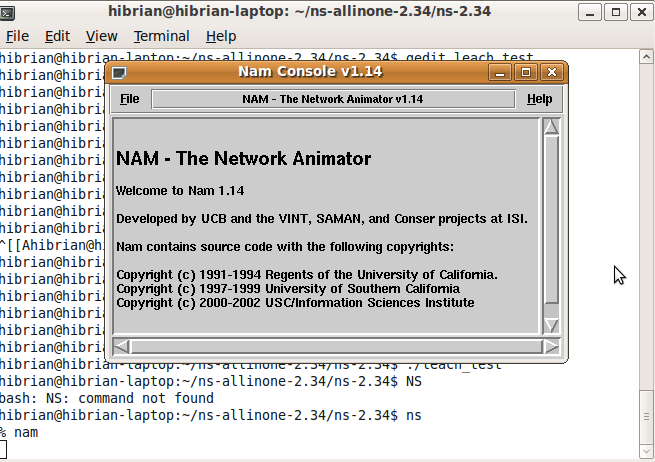 hibrian@hibrian-laptop: ~/ns-allinone-2.34/ns-2.34
File Edit View Terminal Help
hibrian@hibrian-laptop:~/ns-allinone-2.34/ns-2.34$ gedit leach_test
hibrian@
Nam Console v1.14
hibrian@
File NAM - The Network Animator v1.14 Help
hibrian@
hibrian@
hibrian@
NAM - The Network Animator
hibrian@
hibrian@
Welcome to Nam 1.14
hibrian@
Developed by UCB and the VINT, SAMAN, and Conser projects at ISI.
hibrian@
^[[Ahibrian@h
Nam contains source code with the following copyrights:
hibrian@
Copyright (c) 1991-1994 Regents of the University of California.
hibrian@
Copyright (c) 1997-1999 University of Southern California
hibrian@
Copyright (c) 2000-2002 USC/Information Sciences Institute
hibrian@
hibrian@
hibrian@
hibrian@hibrian-laptop:~/ns-allinone-2.34/ns-2.34$ ./leach_test
hibrian@hibrian-laptop:~/ns-allinone-2.34/ns-2.34$ NS
bash: NS: command not found
hibrian@hibrian-laptop:~/ns-allinone-2.34/ns-2.34$ ns
% nam